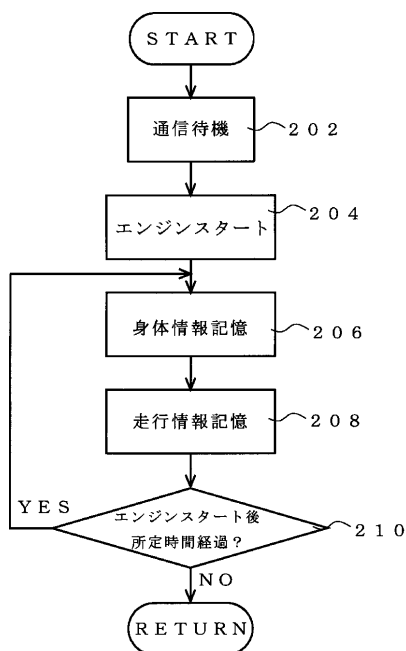 START
通信待機
202
エンジンスタート
204
身体情報記憶
206
走行情報記憶
208
YES
エンジンスタート後
所定時間経過?
210
NO
RETURN